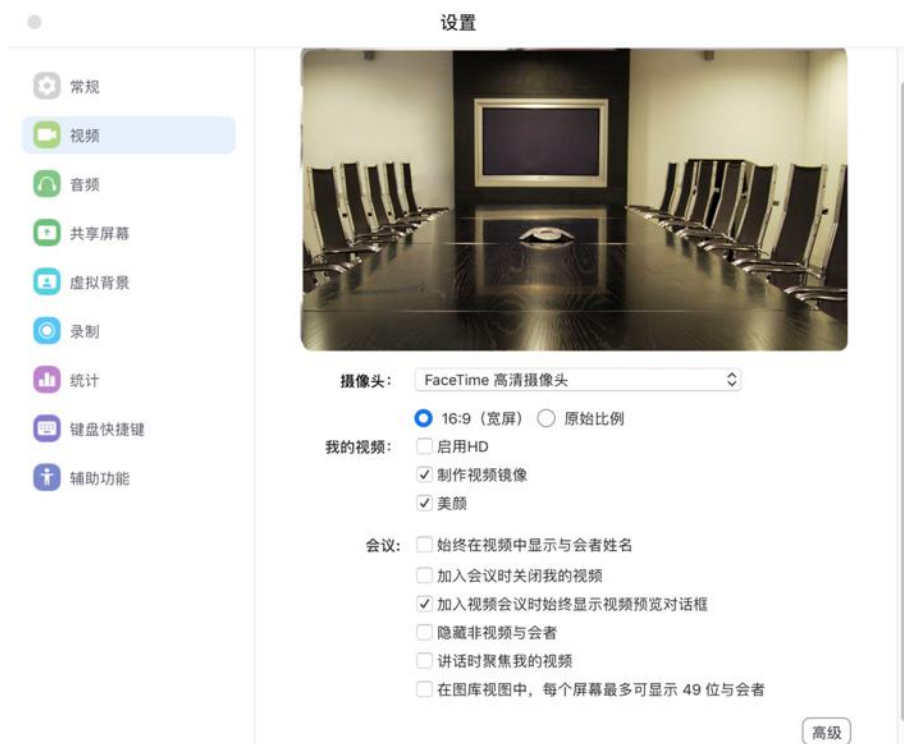 设置
常规
视频
音频
共享屏幕
虚拟背景
录制
统计
键盘快捷键
辅助功能
摄像头： FaceTime 高清摄像头
16:9（宽屏） 原始比例
我的视频： 启用HD
制作视频镜像
美颜
会议: 始终在视频中显示与会者姓名
加入会议时关闭我的视频
加入视频会议时始终显示视频预览对话框
隐藏非视频与会者
讲话时聚焦我的视频
在图库视图中，每个屏幕最多可显示 49 位与会者
高级